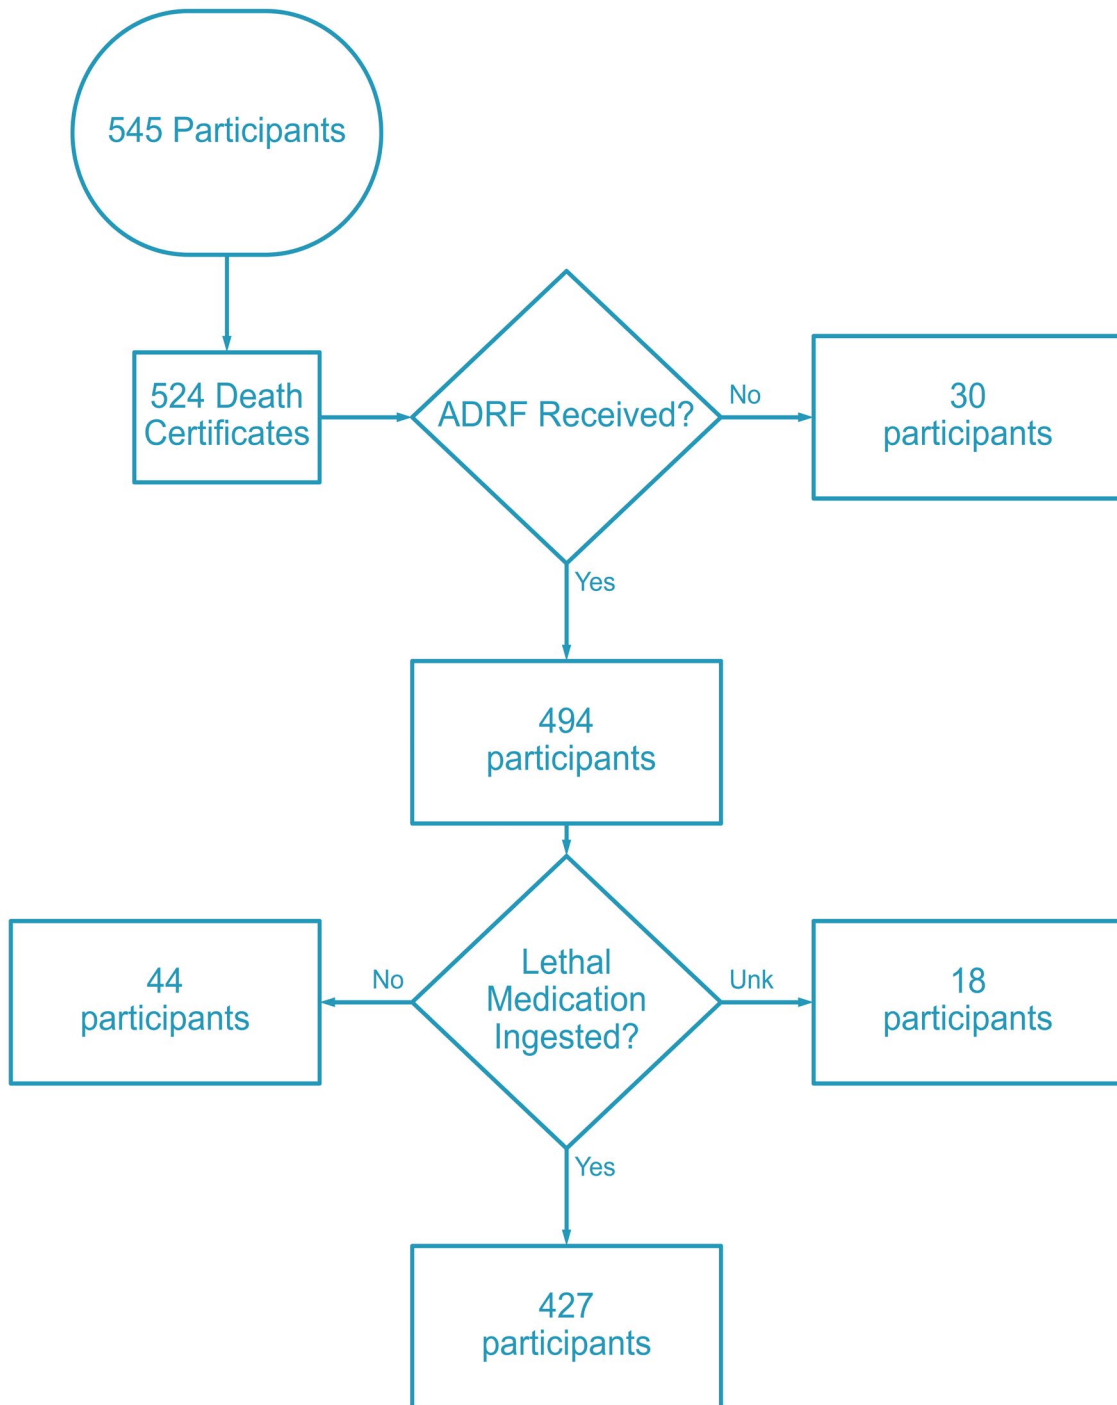 545 Participants
524 Death
Certificates
ADRF Received?
No
30
participants
Yes
494
participants
44
participants
No
Lethal
Medication
Ingested?
Unk
18
participants
Yes
427
participants